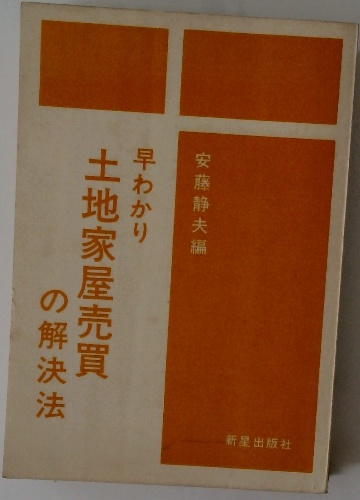 早わかり
土地家屋売買
の解決法
安藤静夫編
新星出版社